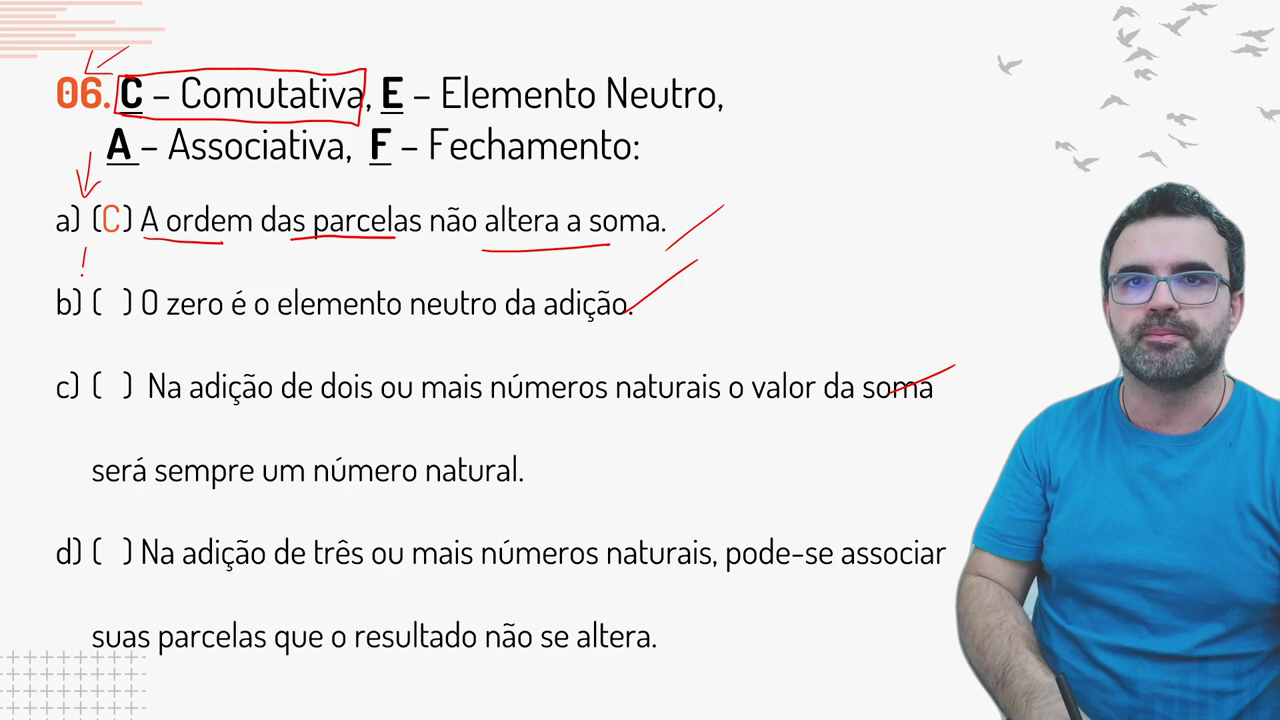 06. C – Comutativa, E – Elemento Neutro,
A – Associativa, F – Fechamento:
a) (C) A ordem das parcelas não altera a soma.
b) ( ) O zero é o elemento neutro da adição.
c) ( ) Na adição de dois ou mais números naturais o valor da soma
será sempre um número natural.
d) ( ) Na adição de três ou mais números naturais, pode-se associar
suas parcelas que o resultado não se altera.